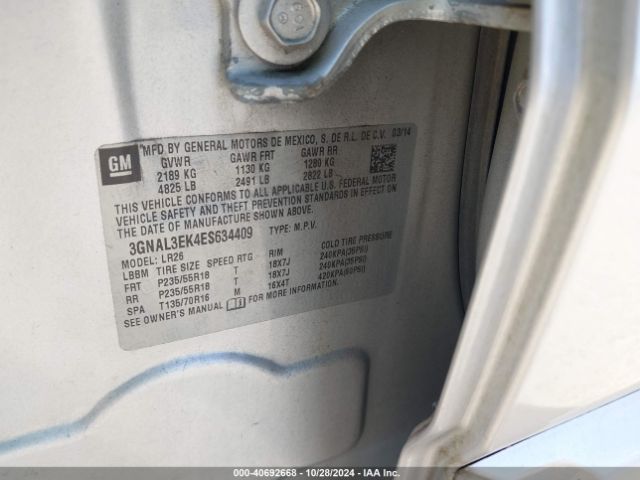 GM
MFD BY GENERAL MOTORS DE MEXICO, S. DE R.L. DE C.V. 03/14
GVWR GAWR FRT GAWR RR
2189 KG 1130 KG 1280 KG
4825 LB 2491 LB 2822 LB
THIS VEHICLE CONFORMS TO ALL APPLICABLE U.S. FEDERAL MOTOR
VEHICLE SAFETY AND THEFT PREVENTION STANDARDS IN EFFECT ON
THE DATE OF MANUFACTURE SHOWN ABOVE.
3GNAL3EK4ES634409 TYPE: M.P.V.
MODEL: LR26
LBBM TIRE SIZE SPEED RTG RIM COLD TIRE PRESSURE
FRT P235/55R18 T 18X7J 240KPA(35PSI)
RR P235/55R18 T 18X7J 240KPA(35PSI)
SPA T135/70R16 M 16X4T 420KPA(60PSI)
SEE OWNER'S MANUAL FOR MORE INFORMATION.
000-40692668 - 10/28/2024 - IAA Inc.